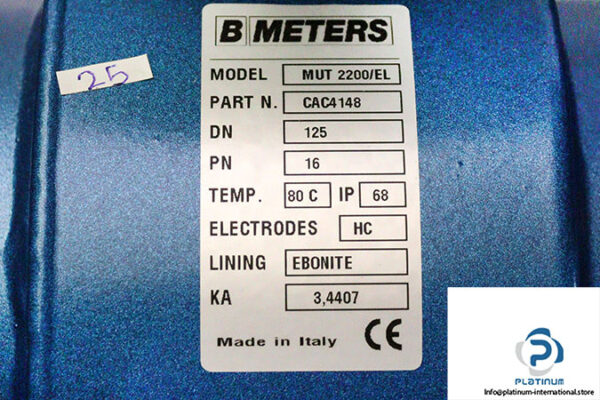 B METERS
25
MODEL MUT 2200/EL
PART N. CAC4148
DN 125
PN 16
TEMP. 80 C IP 68
ELECTRODES HC
LINING EBONITE
KA 3,4407
Made in Italy CE
P
PLATINUM
Info@platinum-international.store